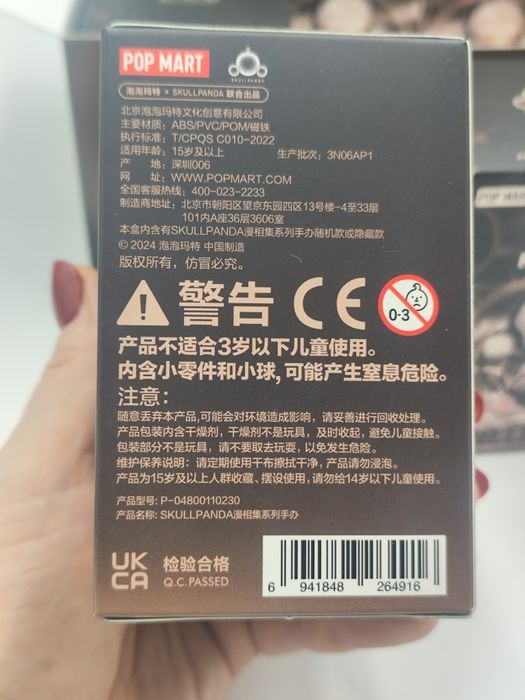 POP MART
SKULLPANDA
泡泡玛特 × SKULLPANDA 联合出品
北京泡泡玛特文化创意有限公司
主要材质：ABS/PVC/POM/磁铁
执行标准：T/CPQS C010-2022
适用年龄：15岁及以上 生产批次：3N06AP1
产 地：深圳006
网 址：WWW.POPMART.COM
全国客服热线：400-023-2233
制造商地址：北京市朝阳区望京东园四区13号楼-4至33层
101内A座36层3606室
本盒内含有SKULLPANDA漫相集系列手办随机款或隐藏款
© 2024 泡泡玛特 中国制造
版权所有，仿冒必究。
警告 CE 0-3
产品不适合3岁以下儿童使用。
内含小零件和小球，可能产生窒息危险。
注意：
随意丢弃本产品，可能会对环境造成影响，请妥善进行回收处理。
产品包装内含干燥剂，干燥剂不是玩具，及时收起，避免儿童接触。
包装部分不是玩具，请不要取去玩耍，以免发生危险。
维护保养说明：请定期使用干布擦拭干净，产品请勿浸泡。
产品为15岁及以上人群收藏、摆设使用，请勿给14岁以下儿童使用。
产品型号：P-04800110230
产品名称：SKULLPANDA漫相集系列手办
UK
CA
检验合格
Q.C.PASSED
6 941848 264916